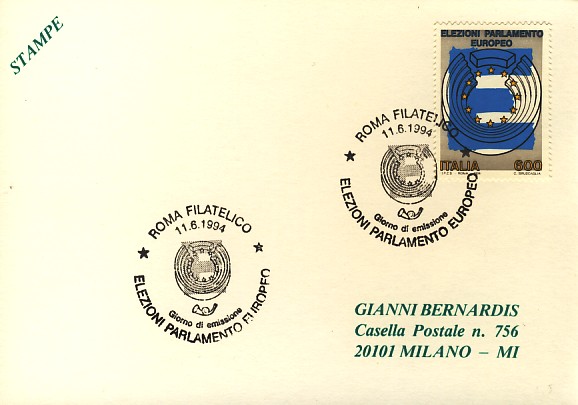 STAMPE
ELEZIONI PARLAMENTO
EUROPEO
ITALIA 600
ROMA FILATELICO
11.6.1994
Giorno di emissione
ELEZIONI PARLAMENTO EUROPEO
ROMA FILATELICO
11.6.1994
Giorno di emissione
ELEZIONI PARLAMENTO EUROPEO
GIANNI BERNARDIS
Casella Postale n. 756
20101 MILANO – MI